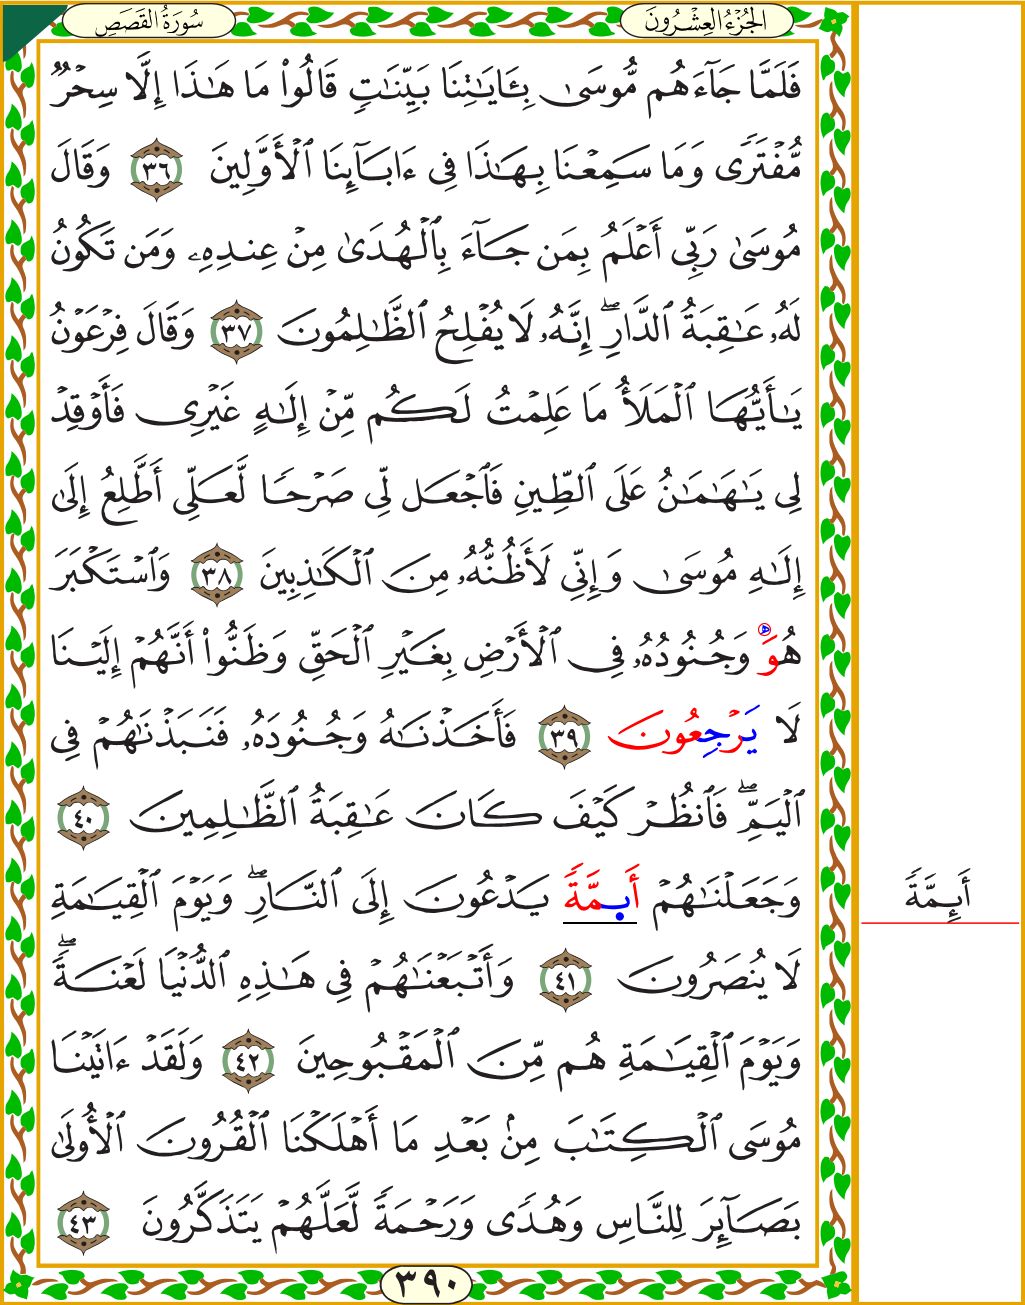 سُورَةُ القَصَصِ
الجُزْءُ العِشْرُونَ
فَلَمَّا جَآءَهُم مُّوسَىٰ بِـَٔايَٰتِنَا بَيِّنَٰتٖ قَالُواْ مَا هَٰذَآ إِلَّا سِحۡرٞ
مُّفۡتَرٗى وَمَا سَمِعۡنَا بِهَٰذَا فِيٓ ءَابَآئِنَا ٱلۡأَوَّلِينَ ٣٦ وَقَالَ
مُوسَىٰ رَبِّيٓ أَعۡلَمُ بِمَن جَآءَ بِٱلۡهُدَىٰ مِنۡ عِندِهِۦ وَمَن تَكُونُ
لَهُۥ عَٰقِبَةُ ٱلدَّارِۖ إِنَّهُۥ لَا يُفۡلِحُ ٱلظَّٰلِمُونَ ٣٧ وَقَالَ فِرۡعَوۡنُ
يَٰٓأَيُّهَا ٱلۡمَلَأُ مَا عَلِمۡتُ لَكُم مِّنۡ إِلَٰهٍ غَيۡرِي فَأَوۡقِدۡ
لِي يَٰهَٰمَٰنُ عَلَى ٱلطِّينِ فَٱجۡعَل لِّي صَرۡحٗا لَّعَلِّيٓ أَطَّلِعُ إِلَىٰٓ
إِلَٰهِ مُوسَىٰ وَإِنِّي لَأَظُنُّهُۥ مِنَ ٱلۡكَٰذِبِينَ ٣٨ وَٱسۡتَكۡبَرَ
هُوَ وَجُنُودُهُۥ فِي ٱلۡأَرۡضِ بِغَيۡرِ ٱلۡحَقِّ وَظَنُّوٓاْ أَنَّهُمۡ إِلَيۡنَا
لَا يَرۡجِعُونَ ٣٩ فَأَخَذۡنَٰهُ وَجُنُودَهُۥ فَنَبَذۡنَٰهُمۡ فِي
ٱلۡيَمِّۖ فَٱنظُرۡ كَيۡفَ كَانَ عَٰقِبَةُ ٱلظَّٰلِمِينَ ٤٠
وَجَعَلۡنَٰهُمۡ أَىِٕمَّةٗ يَدۡعُونَ إِلَى ٱلنَّارِۖ وَيَوۡمَ ٱلۡقِيَٰمَةِ
أَىِٕمَّةٗ
لَا يُنصَرُونَ ٤١ وَأَتۡبَعۡنَٰهُمۡ فِي هَٰذِهِ ٱلدُّنۡيَا لَعۡنَةٗۖ
وَيَوۡمَ ٱلۡقِيَٰمَةِ هُم مِّنَ ٱلۡمَقۡبُوحِينَ ٤٢ وَلَقَدۡ ءَاتَيۡنَا
مُوسَى ٱلۡكِتَٰبَ مِنۢ بَعۡدِ مَآ أَهۡلَكۡنَا ٱلۡقُرُونَ ٱلۡأُولَىٰ
بَصَآئِرَ لِلنَّاسِ وَهُدٗى وَرَحۡمَةٗ لَّعَلَّهُمۡ يَتَذَكَّرُونَ ٤٣
٣٩٠